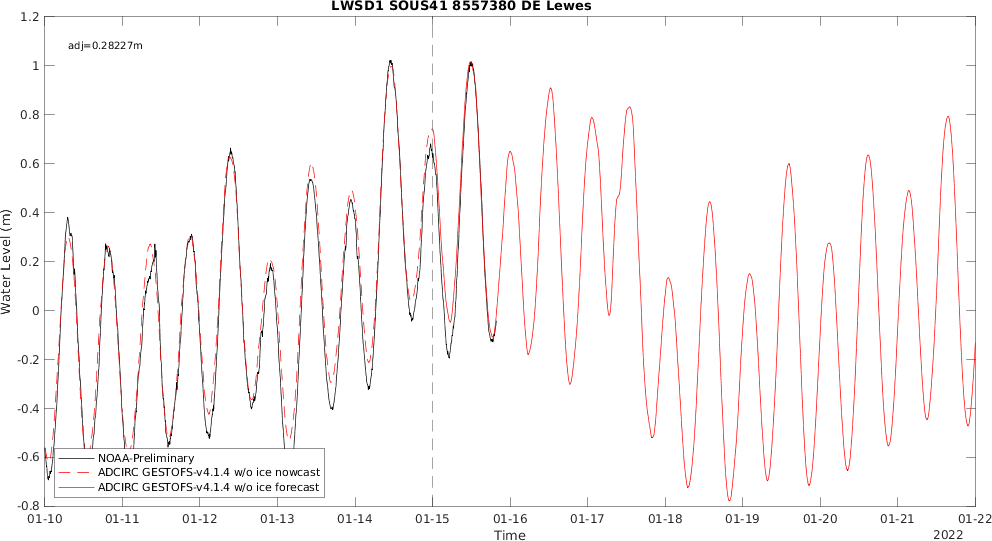 LWSD1 SOUS41 8557380 DE Lewes
adj=0.28227m
Water Level (m)
1.2
1
0.8
0.6
0.4
0.2
0
-0.2
-0.4
-0.6
-0.8
NOAA-Preliminary
ADCIRC GESTOFS-v4.1.4 w/o ice nowcast
ADCIRC GESTOFS-v4.1.4 w/o ice forecast
01-10 01-11 01-12 01-13 01-14 01-15 01-16 01-17 01-18 01-19 01-20 01-21 01-22
Time
2022